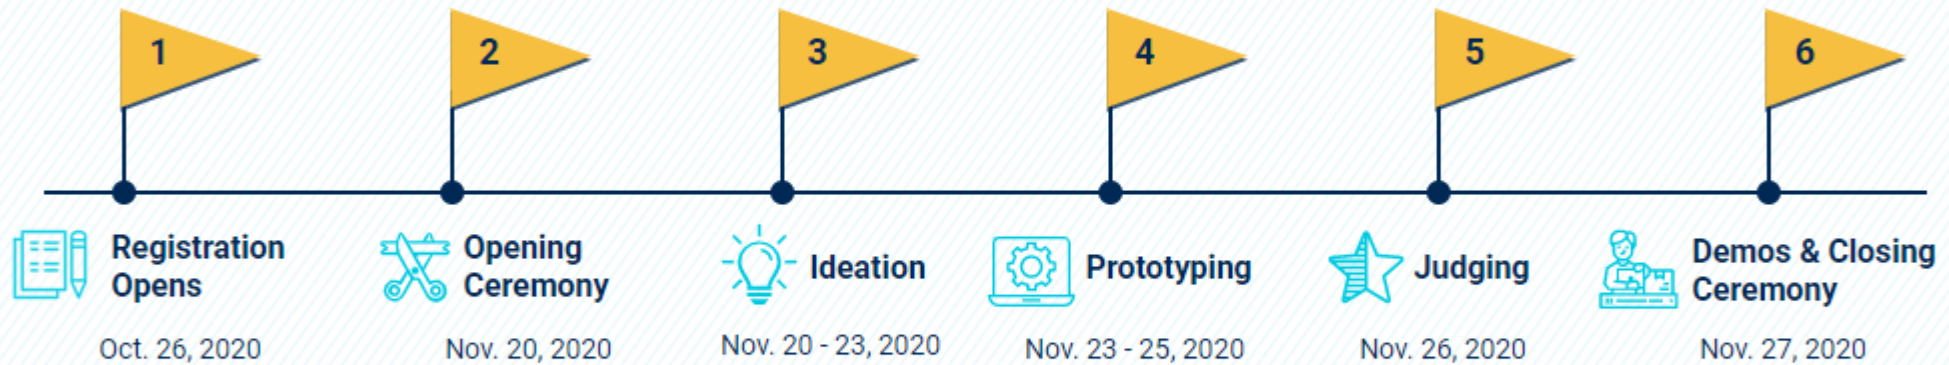 1
2
3
4
5
6
Registration
Opens
Oct. 26, 2020
Opening
Ceremony
Nov. 20, 2020
Ideation
Nov. 20 - 23, 2020
Prototyping
Nov. 23 - 25, 2020
Judging
Nov. 26, 2020
Demos & Closing
Ceremony
Nov. 27, 2020